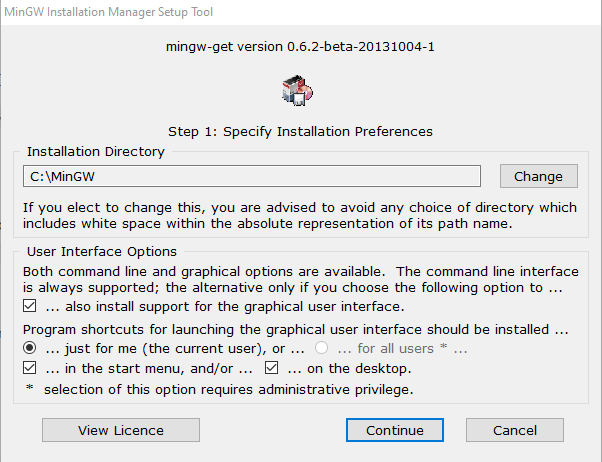 MinGW Installation Manager Setup Tool
mingw-get version 0.6.2-beta-20131004-1
Step 1: Specify Installation Preferences
Installation Directory
C:\MinGW
Change
If you elect to change this, you are advised to avoid any choice of directory which
includes white space within the absolute representation of its path name.
User Interface Options
Both command line and graphical options are available.  The command line interface
is always supported; the alternative only if you choose the following option to ...
... also install support for the graphical user interface.
Program shortcuts for launching the graphical user interface should be installed ...
... just for me (the current user), or ... ... for all users * ...
... in the start menu, and/or ... ... on the desktop.
* selection of this option requires administrative privilege.
View Licence Continue Cancel